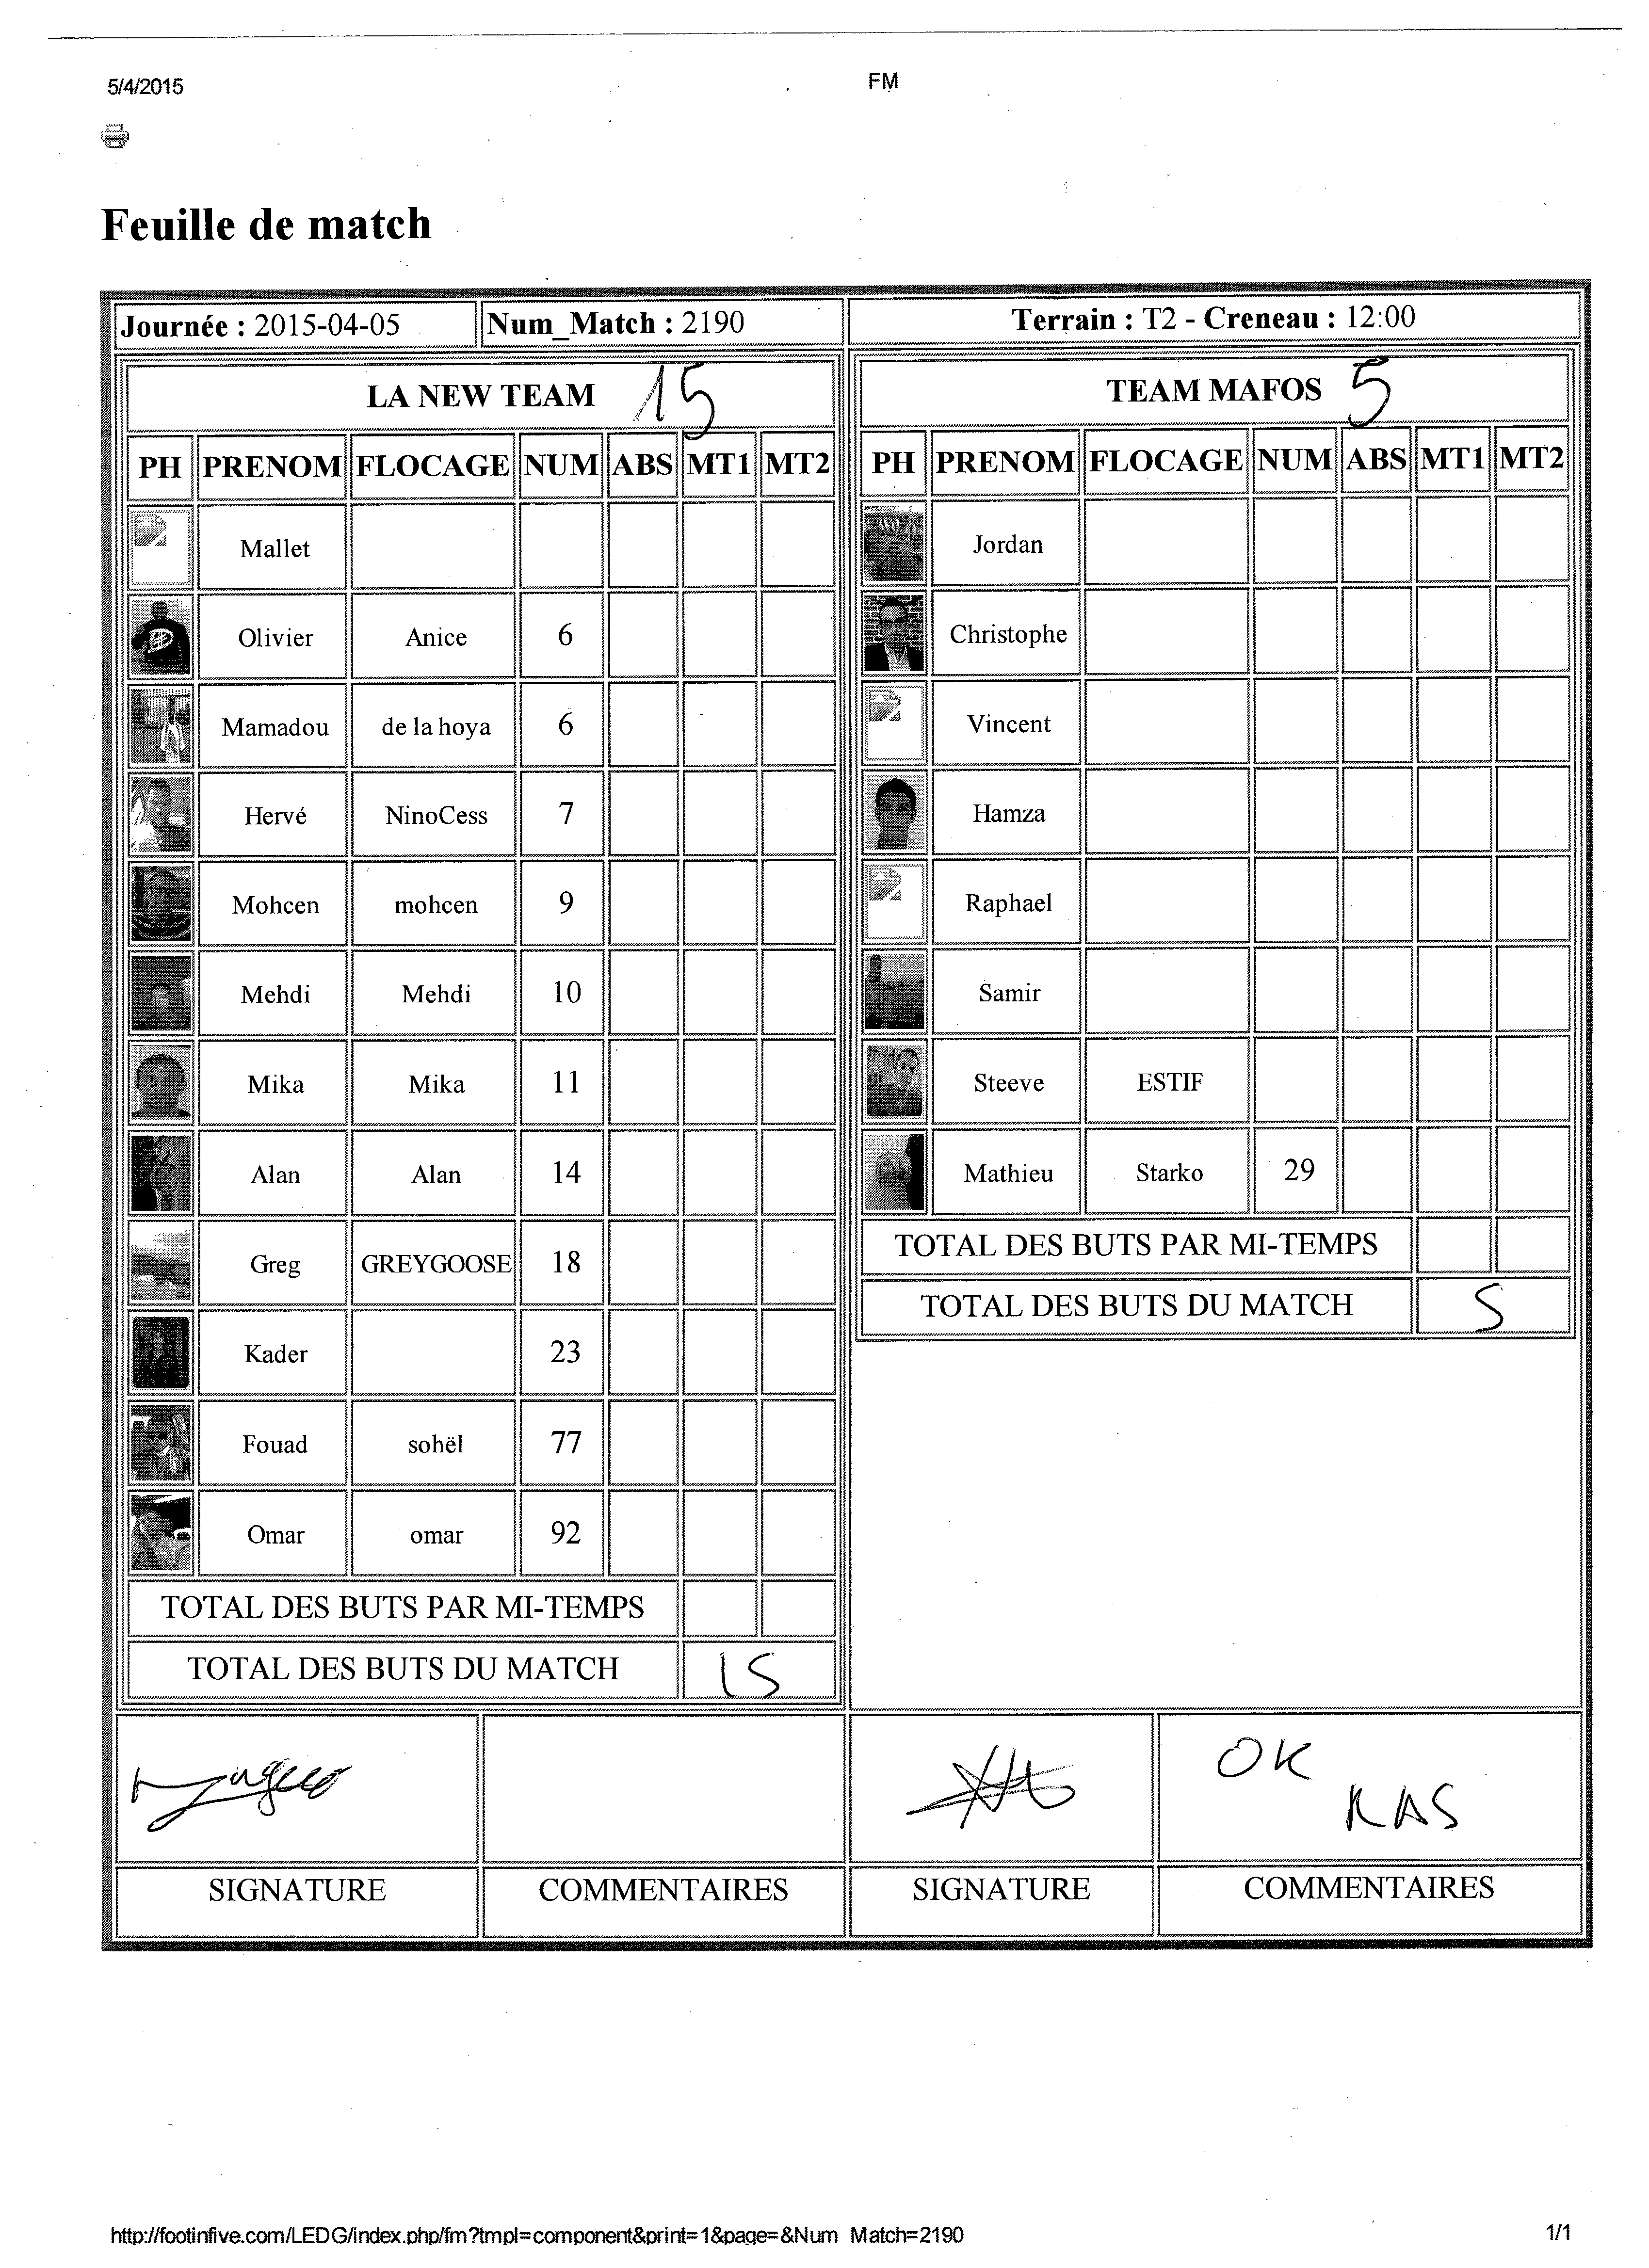 5/4/2015
FM
Feuille de match
Journée : 2015-04-05
Num_Match : 2190
Terrain : T2 - Creneau : 12:00
LA NEW TEAM 15
PH PRENOM FLOCAGE NUM ABS MT1 MT2
Mallet
Olivier Anice 6
Mamadou de la hoya 6
Hervé NinoCess 7
Mohcen mohcen 9
Mehdi Mehdi 10
Mika Mika 11
Alan Alan 14
Greg GREYGOOSE 18
Kader 23
Fouad sohël 77
Omar omar 92
TOTAL DES BUTS PAR MI-TEMPS
TOTAL DES BUTS DU MATCH 15
TEAM MAFOS 5
PH PRENOM FLOCAGE NUM ABS MT1 MT2
Jordan
Christophe
Vincent
Hamza
Raphael
Samir
Steeve ESTIF
Mathieu Starko 29
TOTAL DES BUTS PAR MI-TEMPS
TOTAL DES BUTS DU MATCH 5
OK
RAS
SIGNATURE COMMENTAIRES SIGNATURE COMMENTAIRES
http://footinfive.com/LEDG/index.php/fm?tmpl=component&print=1&page=&Num_Match=2190
1/1